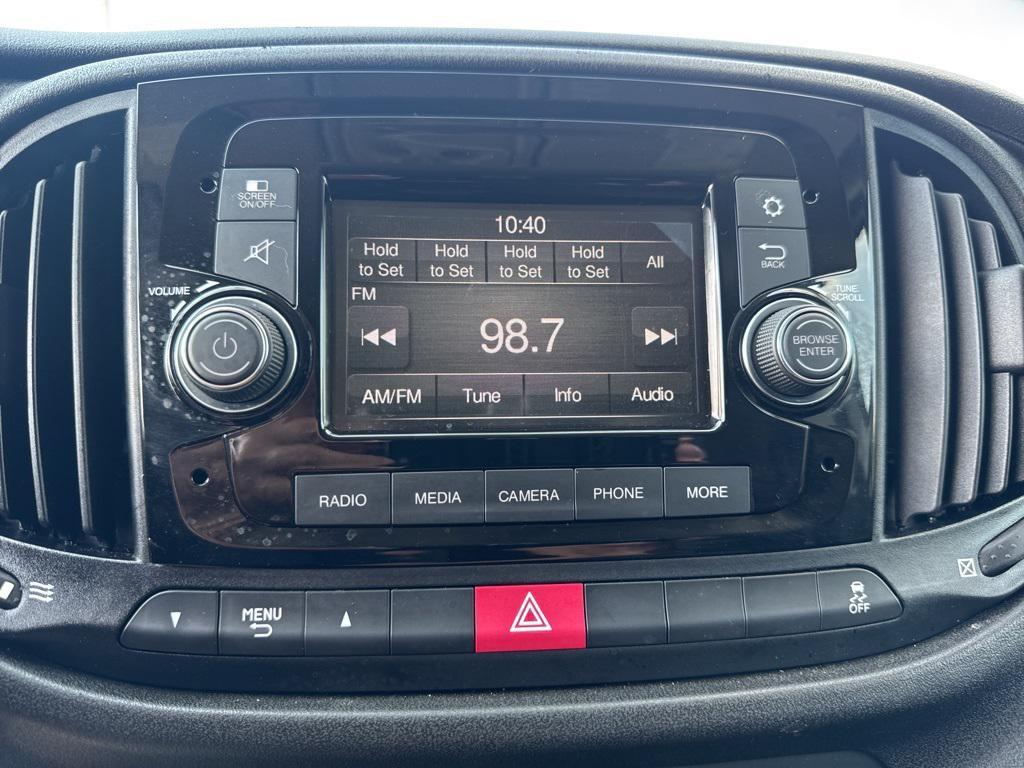 SCREEN
ON/OFF
VOLUME
10:40
Hold
to Set
Hold
to Set
Hold
to Set
Hold
to Set
All
FM
98.7
AM/FM
Tune
Info
Audio
BACK
TUNE
SCROLL
BROWSE
ENTER
RADIO
MEDIA
CAMERA
PHONE
MORE
MENU
OFF